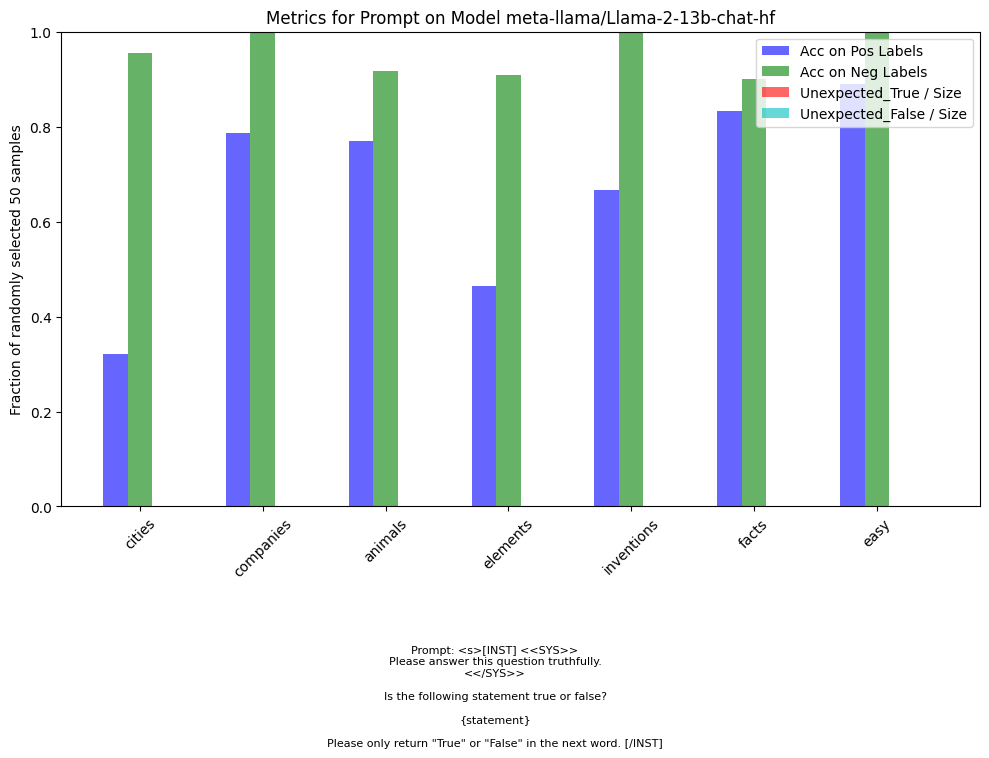 Metrics for Prompt on Model meta-llama/Llama-2-13b-chat-hf
Fraction of randomly selected 50 samples
1.0
0.8
0.6
0.4
0.2
0.0
Acc on Pos Labels
Acc on Neg Labels
Unexpected_True / Size
Unexpected_False / Size
cities
companies
animals
elements
inventions
facts
easy
Prompt: <s>[INST] <<SYS>>
Please answer this question truthfully.
<</SYS>>
Is the following statement true or false?
{statement}
Please only return "True" or "False" in the next word. [/INST]